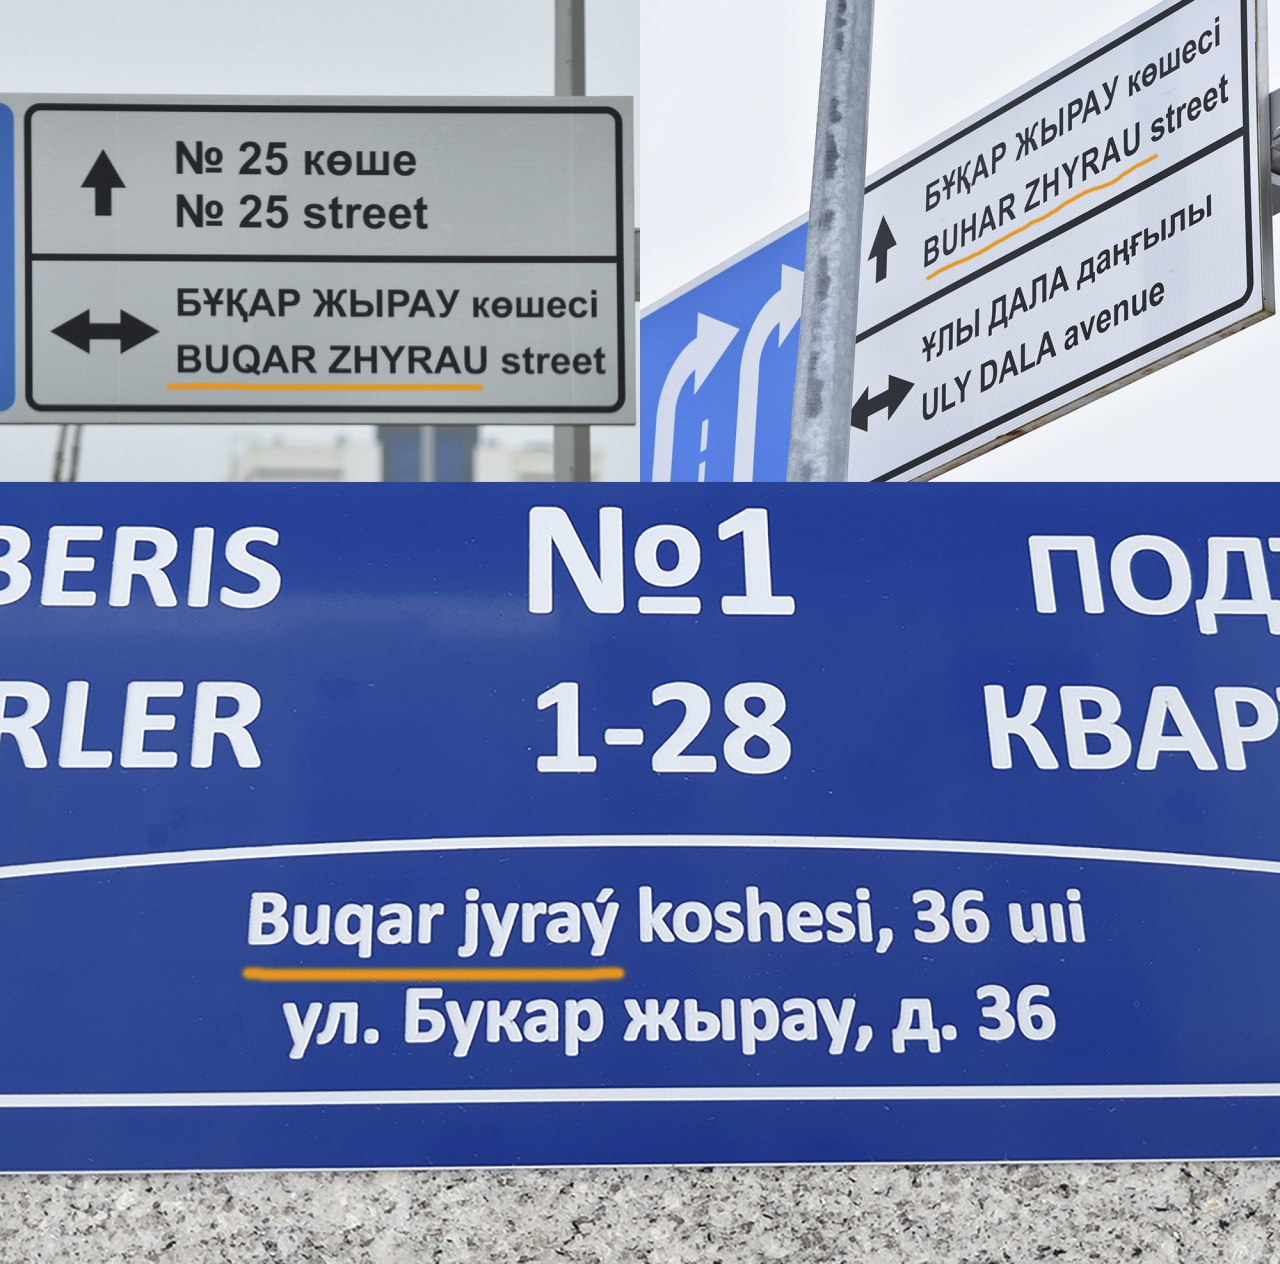 № 25 көше
№ 25 street
БҰҚАР ЖЫРАУ көшесі
BUQAR ZHYRAU street
БҰҚАР ЖЫРАУ көшесі
BUHAR ZHYRAU street
ҰЛЫ ДАЛА даңғылы
ULY DALA avenue
BERIS №1 ПОД
RLER 1-28 КВАР
Buqar jyraý koshesi, 36 uıi
ул. Букар жырау, д. 36